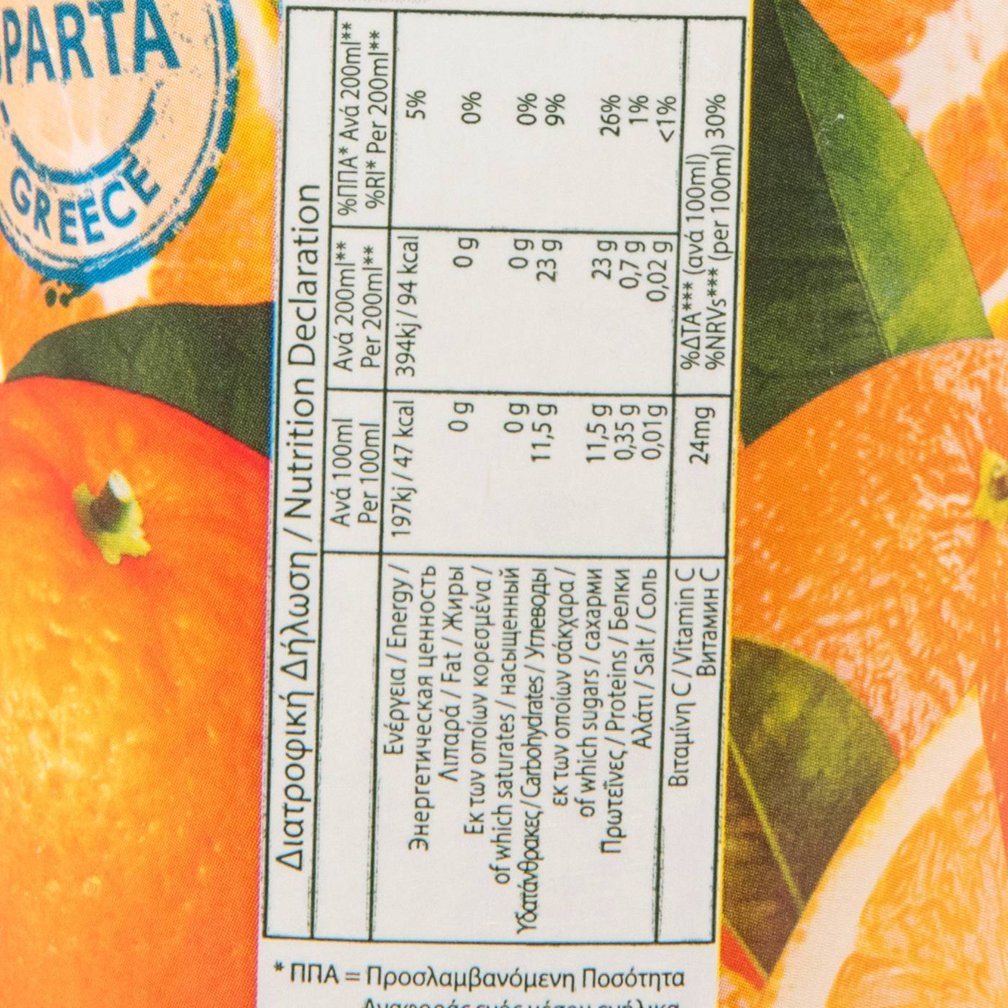 SPARTA
GREECE
Διατροφική Δήλωση / Nutrition Declaration
Ανά 100ml Ανά 200ml** %ΠΠΑ* Ανά 200ml**
Per 100ml Per 200ml** %RI* Per 200ml**
Ενέργεια / Energy / 197kj / 47 kcal 394kj / 94 kcal 5%
Энергетическая ценность
Λιπαρά / Fat / Жиры 0 g 0 g 0%
Εκ των οποίων κορεσμένα /
of which saturates / насыщенный 0 g 0 g 0%
Υδατάνθρακες / Carbohydrates / Углеводы 11,5 g 23 g 9%
εκ των οποίων σάκχαρα /
of which sugars / сахарми 11,5 g 23 g 26%
Πρωτεΐνες / Proteins / Белки 0,35 g 0,7 g 1%
Αλάτι / Salt / Соль 0,01g 0,02 g <1%
Βιταμίνη C / Vitamin C 24mg %ΔΤΑ*** (ανά 100ml)
Витамин С %NRVs*** (per 100ml) 30%
* ΠΠΑ = Προσλαμβανόμενη Ποσότητα
Αναφοράς ενός μέσου ενήλικα